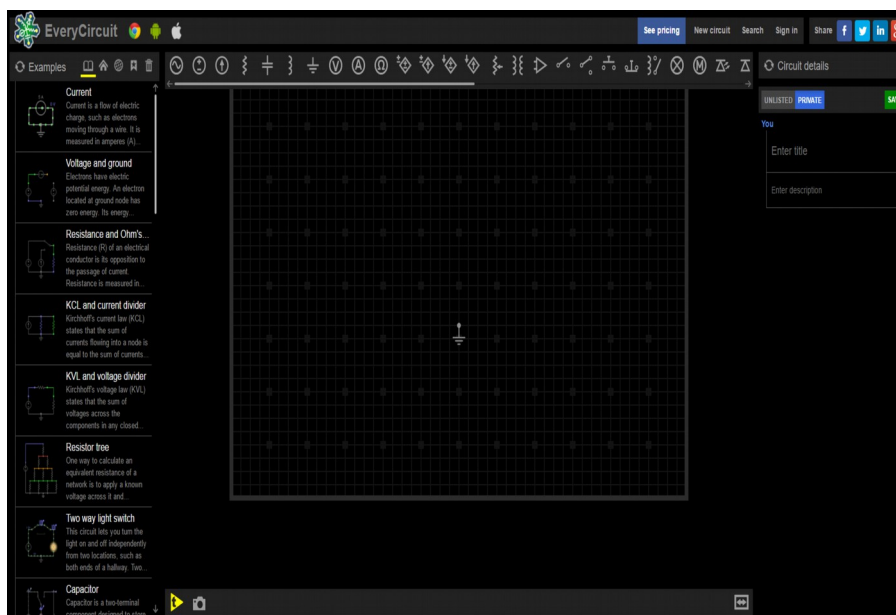 EveryCircuit
See pricing
New circuit
Search
Sign in
Share
Examples
Circuit details
Current
Current is a flow of electric
charge, such as electrons
moving through a wire. It is
measured in amperes (A)...
Voltage and ground
Electrons have electric
potential energy. An electron
located at ground node has
zero energy. Its energy...
Resistance and Ohm's...
Resistance (R) of an electrical
conductor is its opposition to
the passage of current.
Resistance is measured in...
KCL and current divider
Kirchhoff's current law (KCL)
states that the sum of
currents flowing into a node is
equal to the sum of currents...
KVL and voltage divider
Kirchhoff's voltage law (KVL)
states that the sum of
voltages across the
components in any closed...
Resistor tree
One way to calculate an
equivalent resistance of a
network is to apply a known
voltage across it and...
Two way light switch
This circuit lets you turn the
light on and off independently
from two locations, such as
both ends of a hallway. Two...
Capacitor
Capacitor is a two-terminal
component designed to store
UNLISTED
PRIVATE
You
Enter title
Enter description